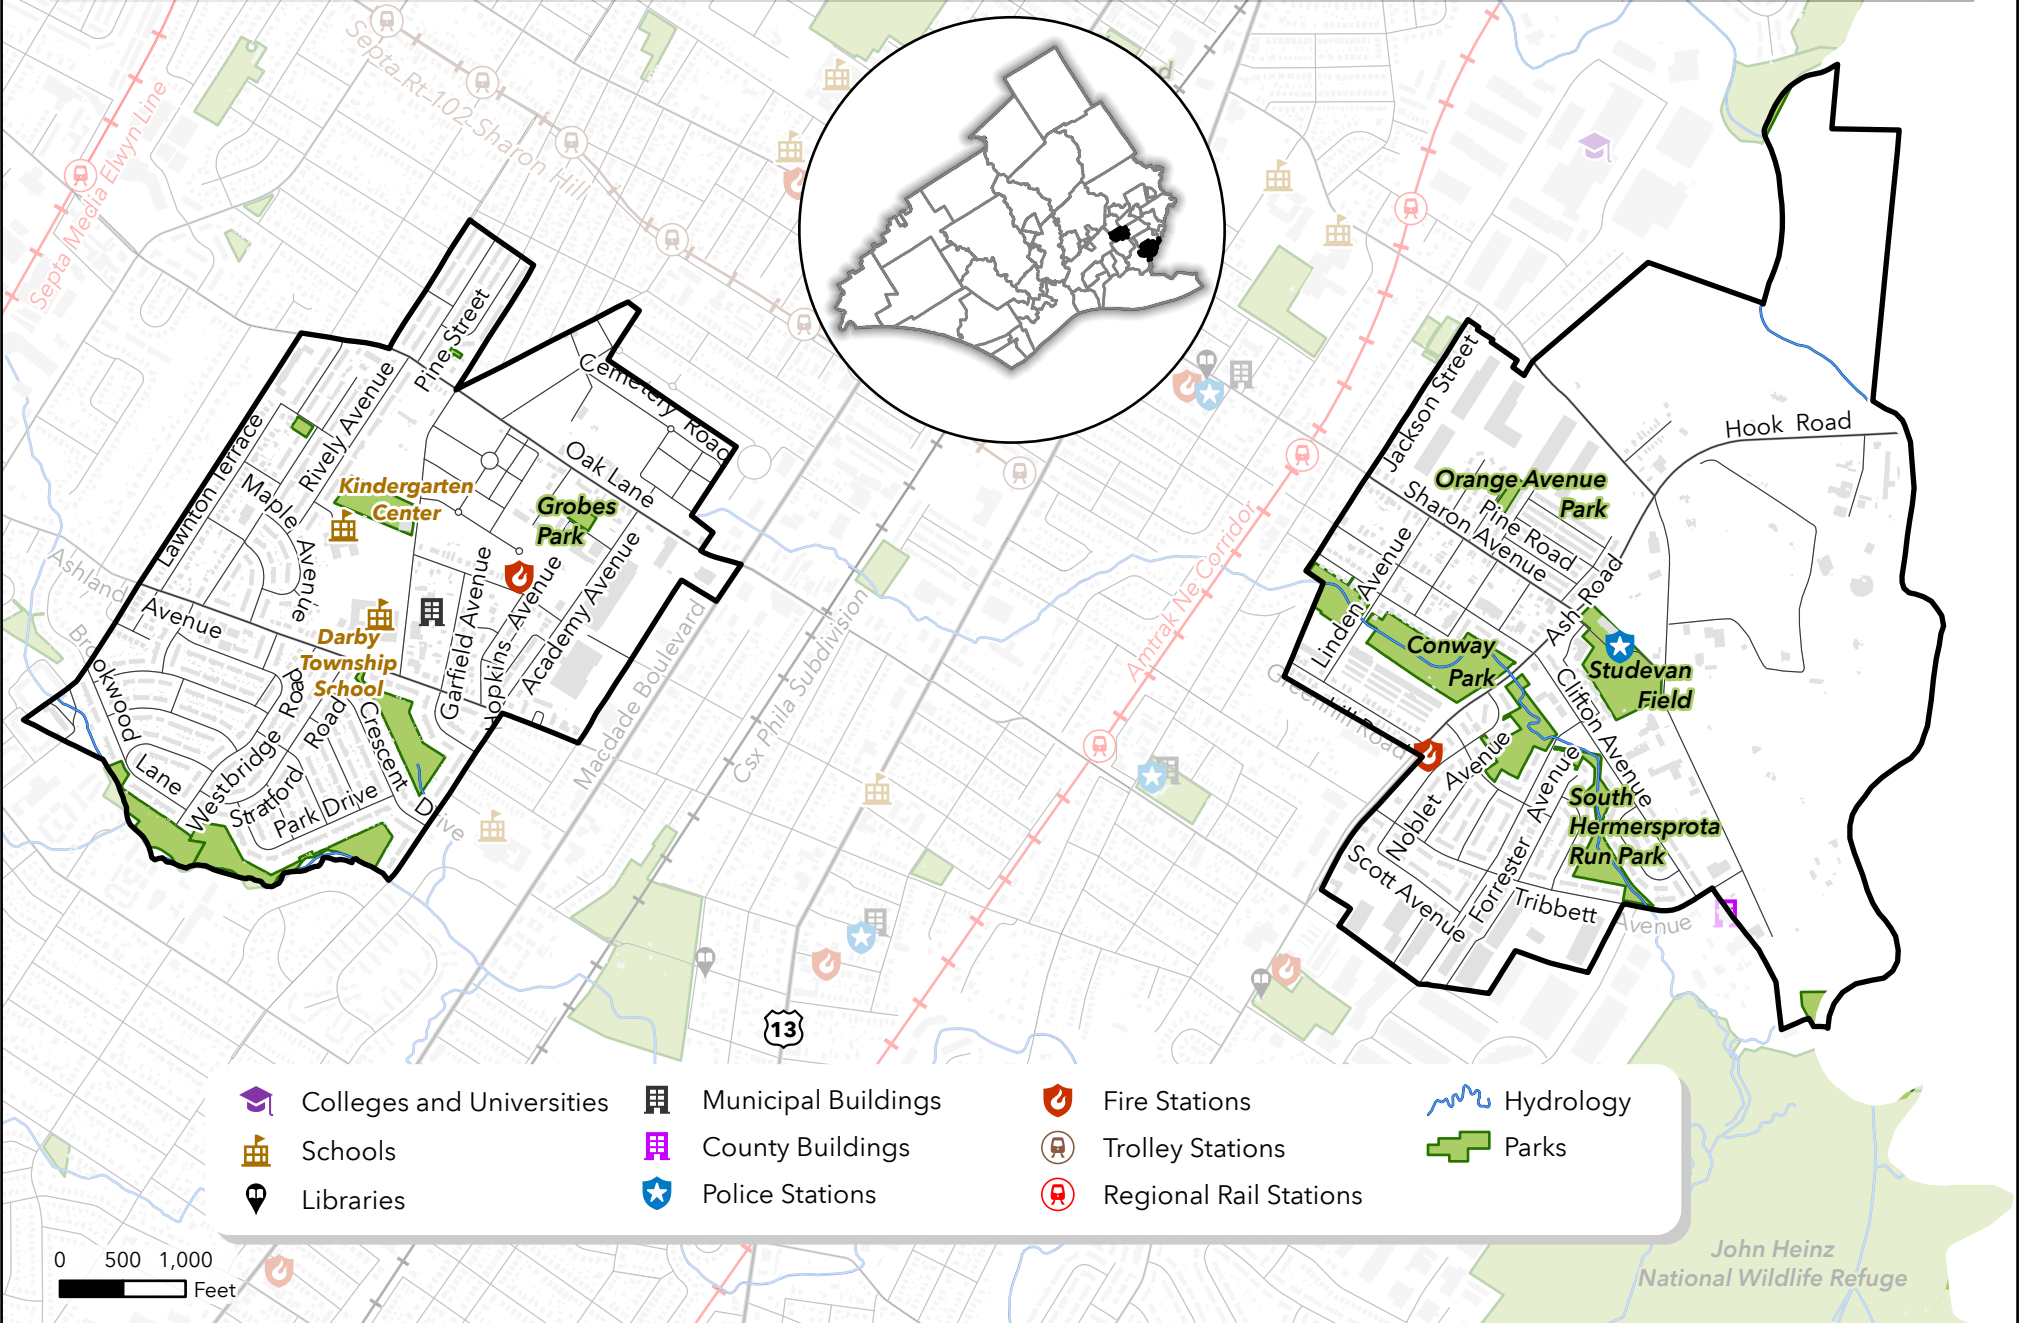 Septa Media Elwyn Line
Septa Rt-102-Sharon Hill
Pine Street
Cemetery Road
Rively Avenue
Lawnton Terrace
Maple Avenue
Oak Lane
Kindergarten
Center
Grobes
Park
Ashland
Avenue
Darby
Township
School
Garfield Avenue
Hopkins Avenue
Academy Avenue
Brookwood
Lane
Westbridge
Road
Stratford
Road
Crescent
Drive
Park Drive
Macdade Boulevard
Csx Phila Subdivision
Amtrak Ne Corridor
13
Jackson Street
Hook Road
Orange Avenue
Park
Pine Road
Sharon Avenue
Ash Road
Linden Avenue
Conway
Park
Studevan
Field
Greenhill Road
Clifton Avenue
Noblet Avenue
Forrester Avenue
South
Hermersprota
Run Park
Scott Avenue
Tribbett
Avenue
Colleges and Universities
Schools
Libraries
Municipal Buildings
County Buildings
Police Stations
Fire Stations
Trolley Stations
Regional Rail Stations
Hydrology
Parks
0 500 1,000
Feet
John Heinz
National Wildlife Refuge